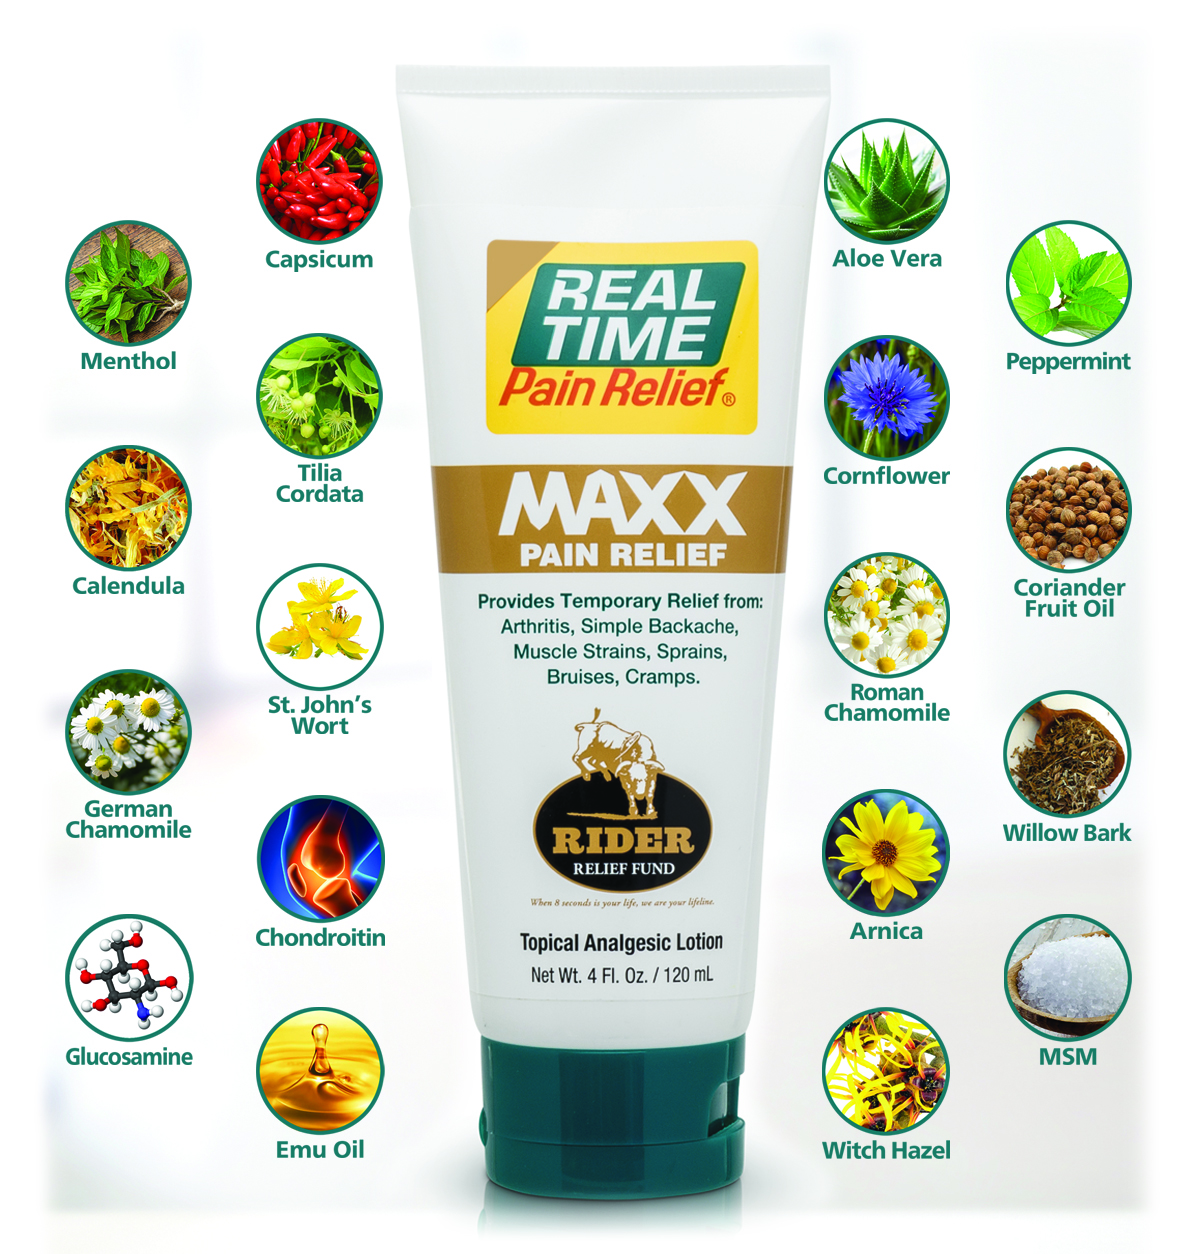 Capsicum
Menthol
Tilia
Cordata
Calendula
St. John's
Wort
German
Chamomile
Chondroitin
Glucosamine
Emu Oil
REAL
TIME
Pain Relief®
MAXX
PAIN RELIEF
Provides Temporary Relief from:
Arthritis, Simple Backache,
Muscle Strains, Sprains,
Bruises, Cramps.
RIDER
RELIEF FUND
When 8 seconds is your life, we are your lifeline.
Topical Analgesic Lotion
Net Wt. 4 Fl. Oz. / 120 mL
Aloe Vera
Peppermint
Cornflower
Coriander
Fruit Oil
Roman
Chamomile
Willow Bark
Arnica
MSM
Witch Hazel